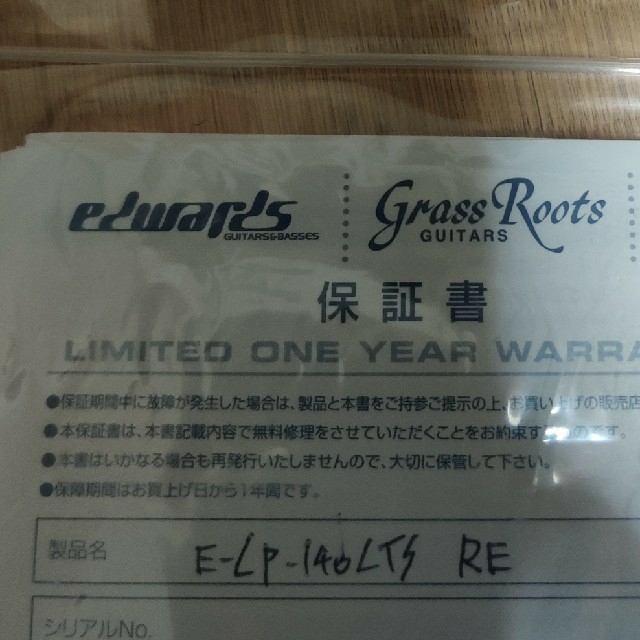 edwards
GUITARS&BASSES
Grass Roots
GUITARS
保証書
LIMITED ONE YEAR WARRA
●保証期間中に故障が発生した場合は、製品と本書をご持参ご提示の上、お買い上げの販売店
●本保証書は、本書記載内容で無料修理をさせていただくことをお約束するものです。
●本書はいかなる場合も再発行いたしませんので、大切に保管して下さい。
●保障期間はお買上げ日から1年間です。
製品名 E-LP-140LTS RE
シリアルNo.